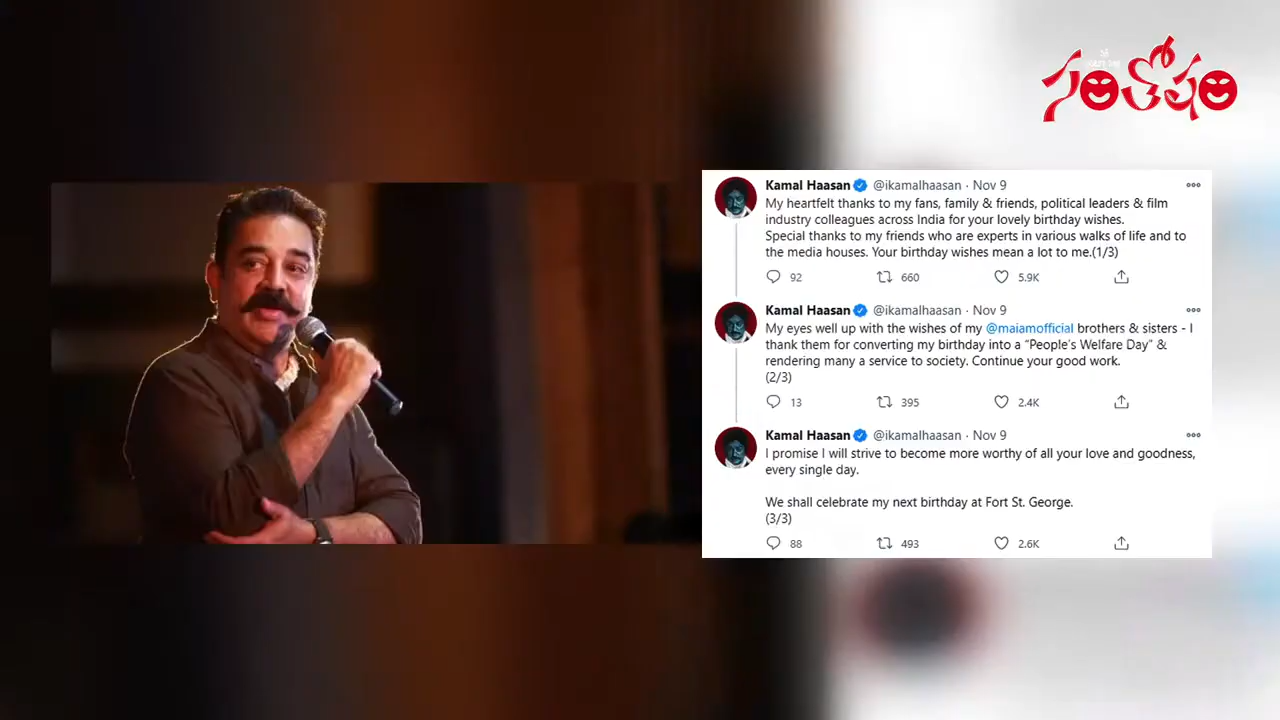 సంతోషం
Kamal Haasan @ikamalhaasan · Nov 9
My heartfelt thanks to my fans, family & friends, political leaders & film
industry colleagues across India for your lovely birthday wishes.
Special thanks to my friends who are experts in various walks of life and to
the media houses. Your birthday wishes mean a lot to me.(1/3)
92 660 5.9K
Kamal Haasan @ikamalhaasan · Nov 9
My eyes well up with the wishes of my @maiamofficial brothers & sisters - I
thank them for converting my birthday into a “People’s Welfare Day” &
rendering many a service to society. Continue your good work.
(2/3)
13 395 2.4K
Kamal Haasan @ikamalhaasan · Nov 9
I promise I will strive to become more worthy of all your love and goodness,
every single day.
We shall celebrate my next birthday at Fort St. George.
(3/3)
88 493 2.6K